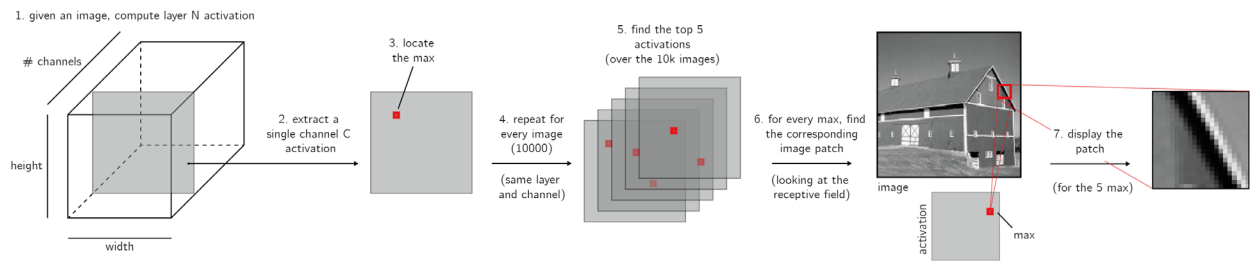 1. given an image, compute layer N activation
# channels
height
width
2. extract a
single channel C
activation
3. locate
the max
4. repeat for
every image
(10000)
(same layer
and channel)
5. find the top 5
activations
(over the 10k images)
6. for every max, find
the corresponding
image patch
(looking at the
receptive field)
image
activation
max
7. display the
patch
(for the 5 max)